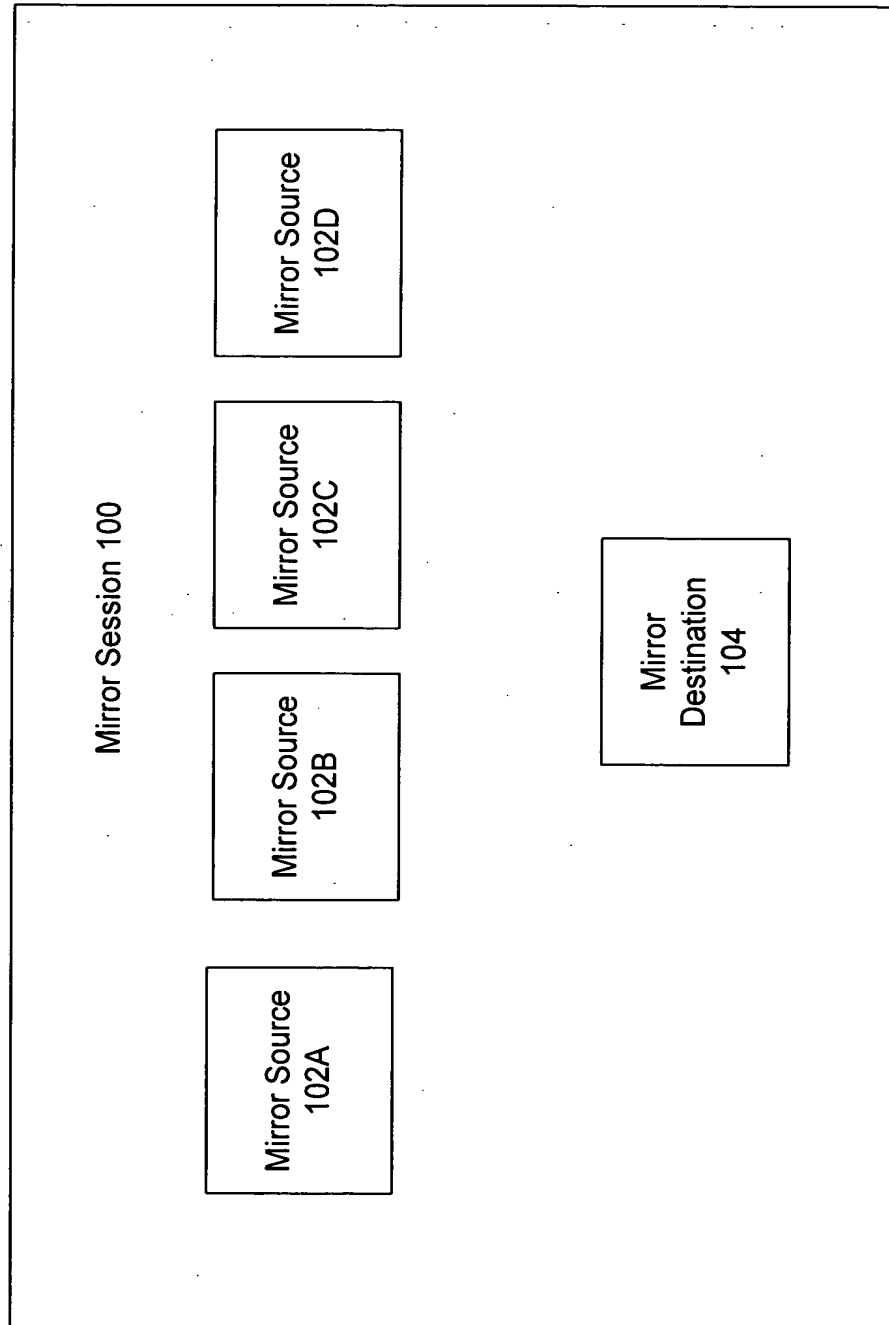 Mirror Session 100
Mirror Source
102A
Mirror Source
102B
Mirror Source
102C
Mirror Source
102D
Mirror
Destination
104